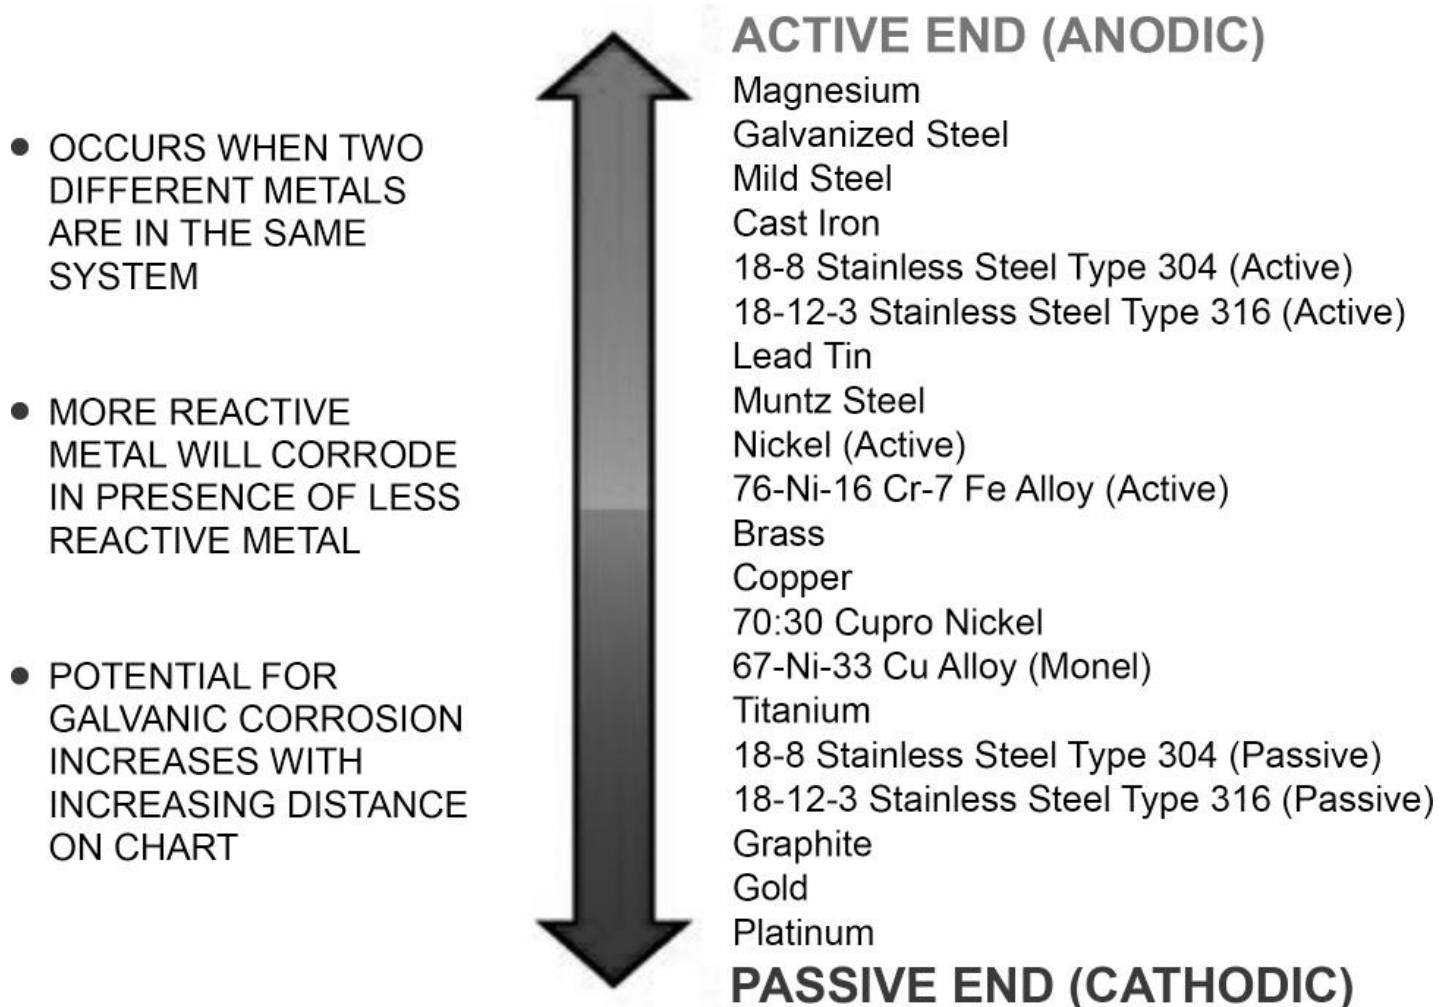 ACTIVE END (ANODIC)
Magnesium
Galvanized Steel
Mild Steel
Cast Iron
18-8 Stainless Steel Type 304 (Active)
18-12-3 Stainless Steel Type 316 (Active)
Lead Tin
Muntz Steel
Nickel (Active)
76-Ni-16 Cr-7 Fe Alloy (Active)
Brass
Copper
70:30 Cupro Nickel
67-Ni-33 Cu Alloy (Monel)
Titanium
18-8 Stainless Steel Type 304 (Passive)
18-12-3 Stainless Steel Type 316 (Passive)
Graphite
Gold
Platinum
PASSIVE END (CATHODIC)
• OCCURS WHEN TWO
DIFFERENT METALS
ARE IN THE SAME
SYSTEM
• MORE REACTIVE
METAL WILL CORRODE
IN PRESENCE OF LESS
REACTIVE METAL
• POTENTIAL FOR
GALVANIC CORROSION
INCREASES WITH
INCREASING DISTANCE
ON CHART